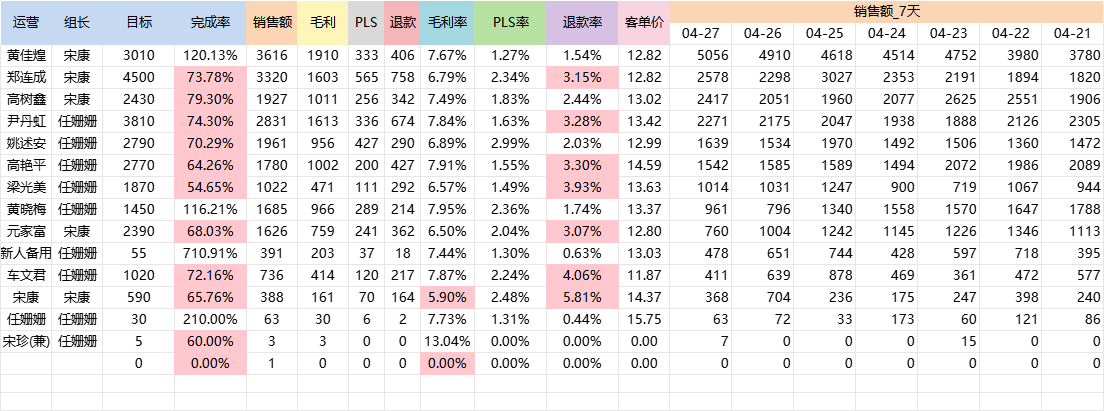 销售额_7天
运营 组长 目标 完成率 销售额 毛利 PLS 退款 毛利率 PLS率 退款率 客单价 04-27 04-26 04-25 04-24 04-23 04-22 04-21
黄佳煌 宋康 3010 120.13% 3616 1910 333 406 7.67% 1.27% 1.54% 12.82 5056 4910 4618 4514 4752 3980 3780
郑连成 宋康 4500 73.78% 3320 1603 565 758 6.79% 2.34% 3.15% 12.82 2578 2298 3027 2353 2191 1894 1820
高树鑫 宋康 2430 79.30% 1927 1011 256 342 7.49% 1.83% 2.44% 13.02 2417 2051 1960 2077 2625 2551 1906
尹丹虹 任姗姗 3810 74.30% 2831 1613 336 674 7.84% 1.63% 3.28% 13.42 2271 2175 2047 1938 1888 2126 2305
姚述安 任姗姗 2790 70.29% 1961 956 427 290 6.89% 2.99% 2.03% 12.99 1639 1534 1970 1492 1506 1360 1472
高艳平 任姗姗 2770 64.26% 1780 1002 200 427 7.91% 1.55% 3.30% 14.59 1542 1585 1589 1494 2072 1986 2089
梁光美 任姗姗 1870 54.65% 1022 471 111 292 6.57% 1.49% 3.93% 13.63 1014 1031 1247 900 719 1067 944
黄晓梅 任姗姗 1450 116.21% 1685 966 289 214 7.95% 2.36% 1.74% 13.37 961 796 1340 1558 1570 1647 1788
元家富 宋康 2390 68.03% 1626 759 241 362 6.50% 2.04% 3.07% 12.80 760 1004 1242 1145 1226 1346 1113
新人备用 任姗姗 55 710.91% 391 203 37 18 7.44% 1.30% 0.63% 13.03 478 651 744 428 597 718 395
车文君 任姗姗 1020 72.16% 736 414 120 217 7.87% 2.24% 4.06% 11.87 411 639 878 469 361 472 577
宋康 宋康 590 65.76% 388 161 70 164 5.90% 2.48% 5.81% 14.37 368 704 236 175 247 398 240
任姗姗 任姗姗 30 210.00% 63 30 6 2 7.73% 1.31% 0.44% 15.75 63 72 33 173 60 121 86
宋珍(兼) 任姗姗 5 60.00% 3 3 0 0 13.04% 0.00% 0.00% 0.00 7 0 0 0 15 0 0
0 0.00% 1 0 0 0 0.00% 0.00% 0.00% 0.00 0 0 0 0 0 0 0